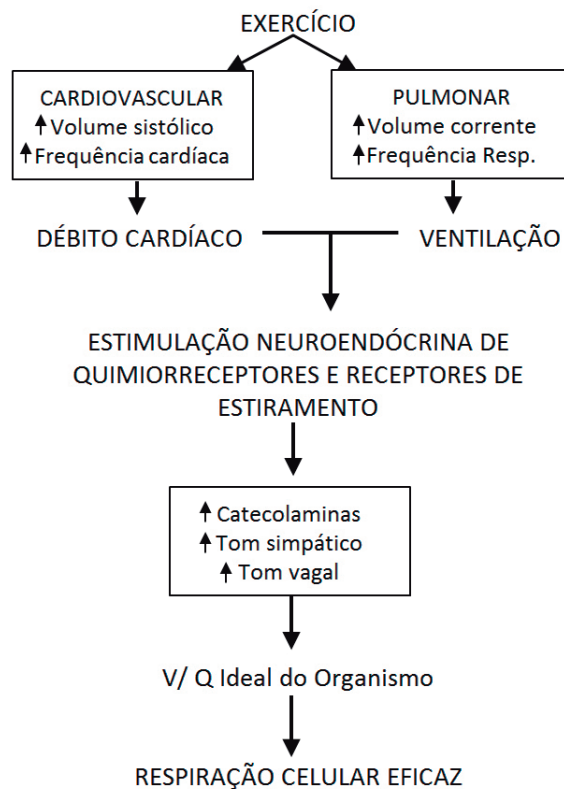 EXERCÍCIO
CARDIOVASCULAR
Volume sistólico
Frequência cardíaca
PULMONAR
Volume corrente
Frequência Resp.
DÉBITO CARDÍACO
VENTILAÇÃO
ESTIMULAÇÃO NEUROENDÓCRINA DE
QUIMIORRECEPTORES E RECEPTORES DE
ESTIRAMENTO
Catecolaminas
Tom simpático
Tom vagal
V/ Q Ideal do Organismo
RESPIRAÇÃO CELULAR EFICAZ